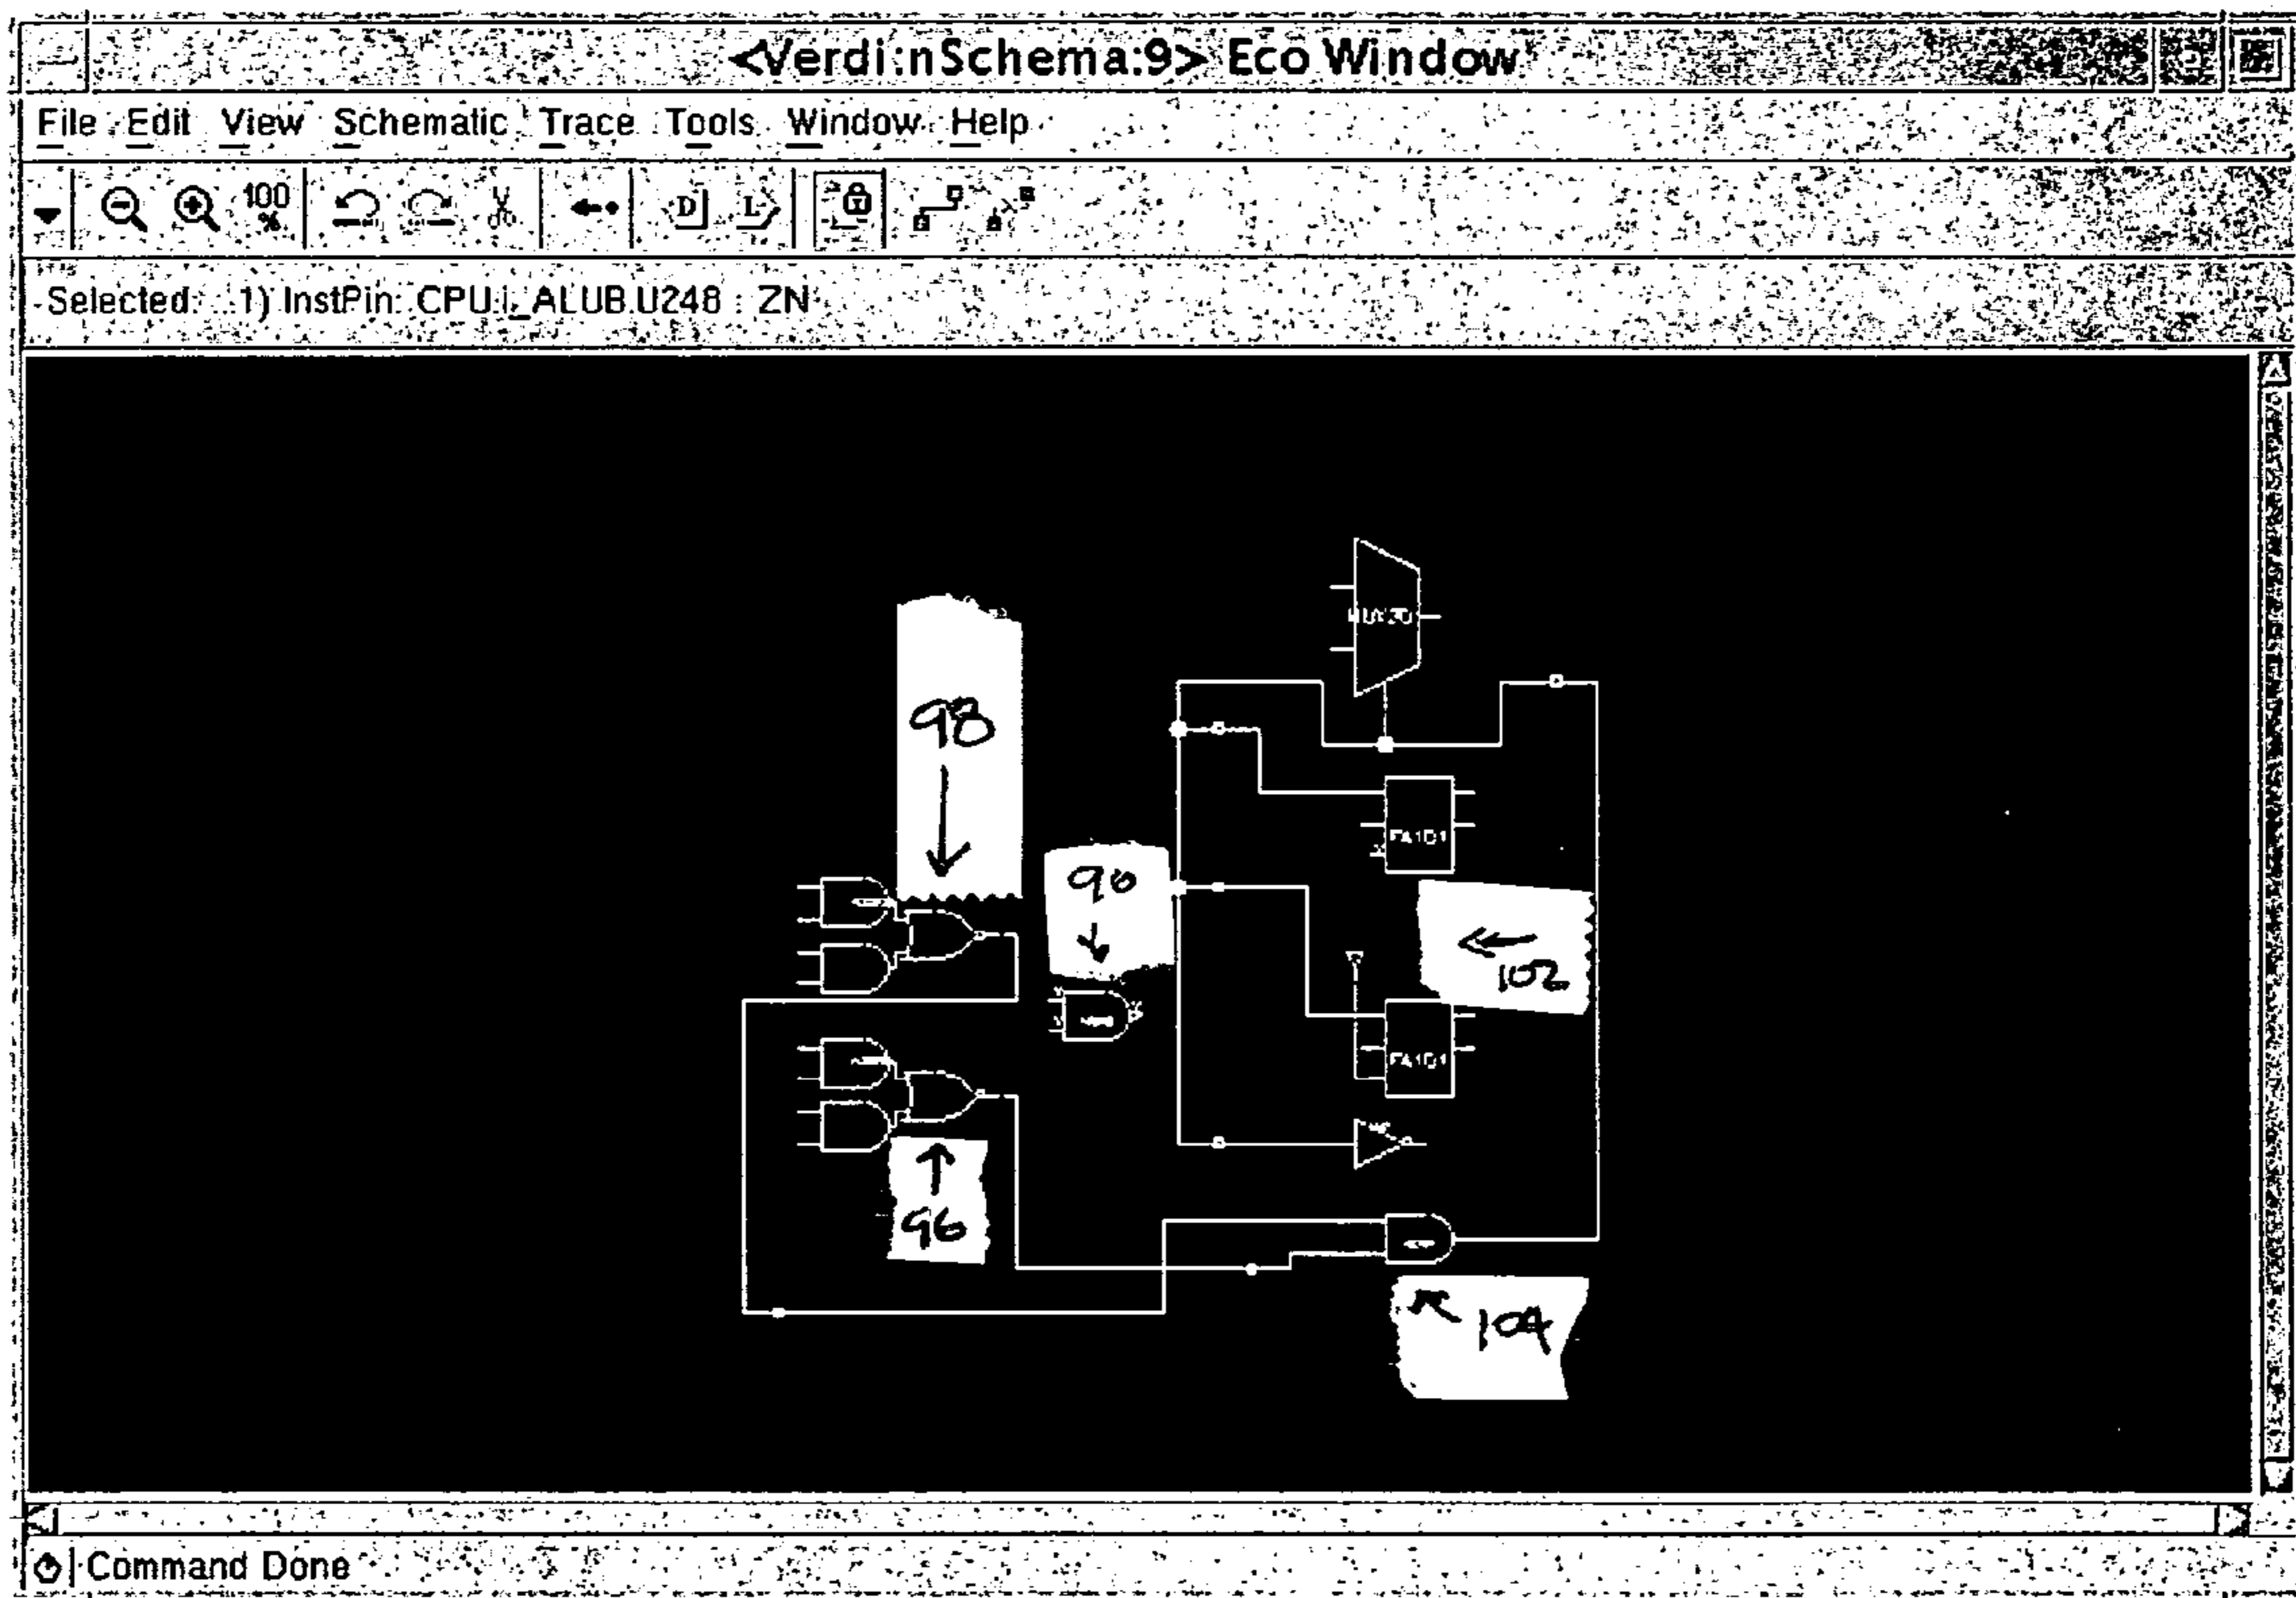 <Verdi:nSchema:9> Eco Window
File Edit View Schematic Trace Tools Window Help
100 %
D L
Selected: 1) InstPin: CPU.i_ALUB.U248 : ZN
98
FA1D1
90
102
FA1D1
96
104
Command Done